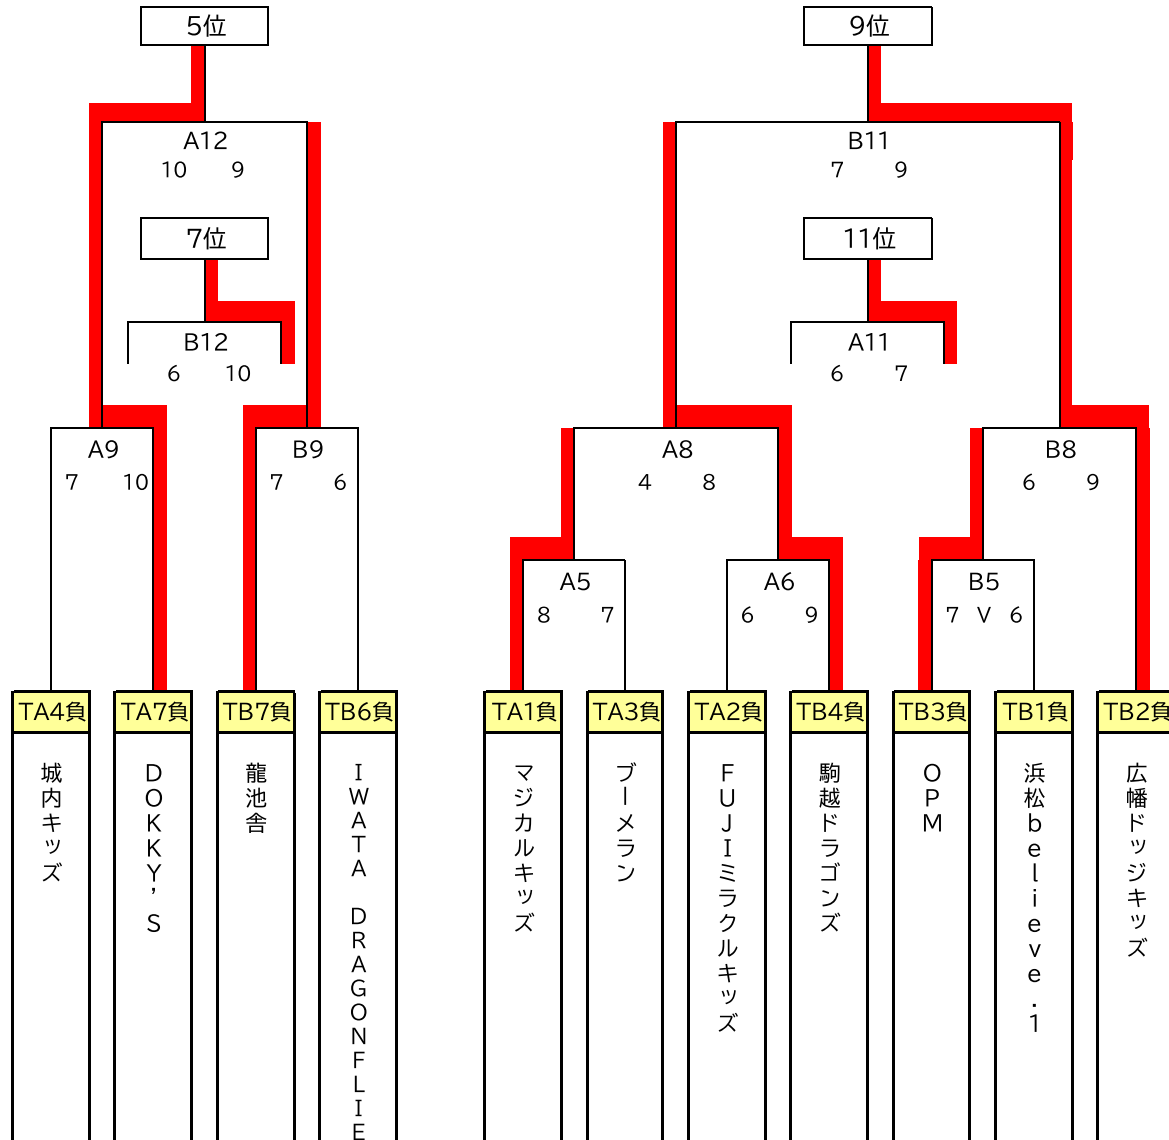 5位
9位
A12
10 9
B11
7 9
7位
11位
B12
6 10
A11
6 7
A9
7 10
B9
7 6
A8
4 8
B8
6 9
A5
8 7
A6
6 9
B5
7 V 6
TA4負 TA7負 TB7負 TB6負 TA1負 TA3負 TA2負 TB4負 TB3負 TB1負 TB2負
城内キッズ
DOKKY'S
龍池舎
IWATA DRAGONFLIE
マジカルキッズ
ブーメラン
FUJIミラクルキッズ
駒越ドラゴンズ
OPM
浜松believe.1
広幡ドッジキッズ